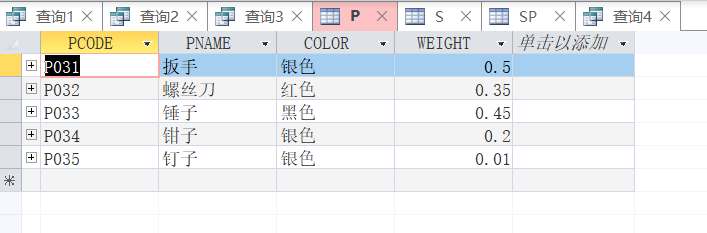 查询1 查询2 查询3 P S SP 查询4
PCODE PNAME COLOR WEIGHT 单击以添加
P031 扳手 银色 0.5
P032 螺丝刀 红色 0.35
P033 锤子 黑色 0.45
P034 钳子 银色 0.2
P035 钉子 银色 0.01